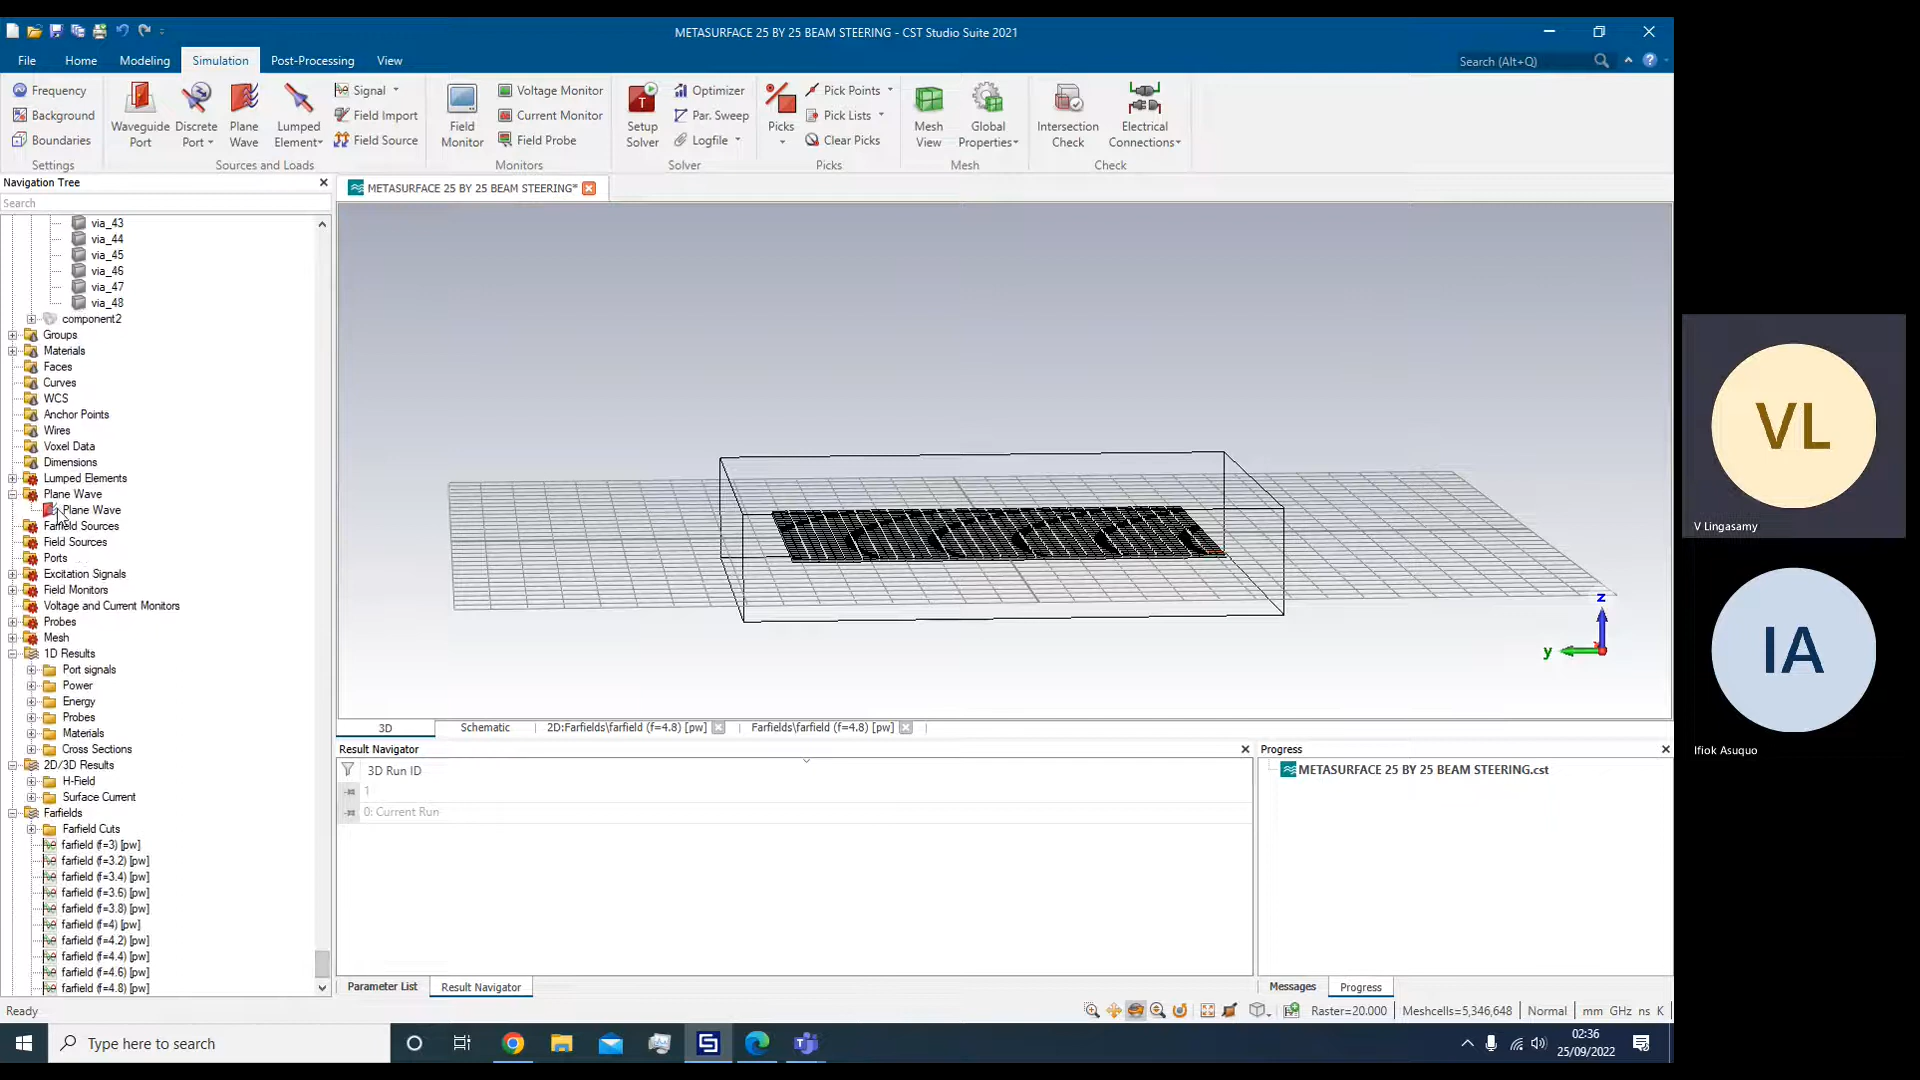 METASURFACE 25 BY 25 BEAM STEERING - CST Studio Suite 2021
File
Home
Modeling
Simulation
Post-Processing
View
Search (Alt+Q)
Frequency
Background
Boundaries
Settings
Waveguide Port
Discrete Port
Plane Wave
Lumped Element
Signal
Field Import
Field Source
Sources and Loads
Field Monitor
Voltage Monitor
Current Monitor
Field Probe
Monitors
Setup Solver
Optimizer
Par. Sweep
Logfile
Solver
Picks
Pick Points
Pick Lists
Clear Picks
Picks
Mesh View
Global Properties
Mesh
Intersection Check
Electrical Connections
Check
Navigation Tree
METASURFACE 25 BY 25 BEAM STEERING*
Search
via_43
via_44
via_45
via_46
via_47
via_48
component2
Groups
Materials
Faces
Curves
WCS
Anchor Points
Wires
Voxel Data
Dimensions
Lumped Elements
Plane Wave
Plane Wave
Farfield Sources
Field Sources
Ports
Excitation Signals
Field Monitors
Voltage and Current Monitors
Probes
Mesh
1D Results
Port signals
Power
Energy
Probes
Materials
Cross Sections
2D/3D Results
H-Field
Surface Current
Farfields
Farfield Cuts
farfield (f=3) [pw]
farfield (f=3.2) [pw]
farfield (f=3.4) [pw]
farfield (f=3.6) [pw]
farfield (f=3.8) [pw]
farfield (f=4) [pw]
farfield (f=4.2) [pw]
farfield (f=4.4) [pw]
farfield (f=4.6) [pw]
farfield (f=4.8) [pw]
z
y
3D
Schematic
2D:Farfields\farfield (f=4.8) [pw]
Farfields\farfield (f=4.8) [pw]
Result Navigator
3D Run ID
1
0: Current Run
Parameter List
Result Navigator
Progress
METASURFACE 25 BY 25 BEAM STEERING.cst
Messages
Progress
Ready
Raster=20.000
Meshcells=5,346,648
Normal
mm GHz ns K
Type here to search
02:36
25/09/2022
VL
V Lingasamy
IA
Ifiok Asuquo